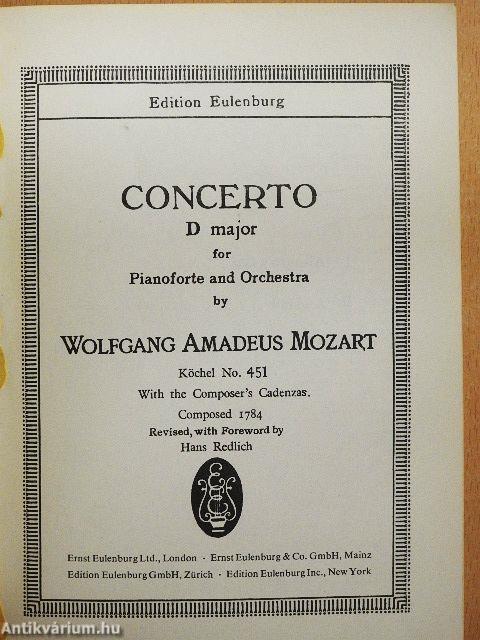 Edition Eulenburg
CONCERTO
D major
for
Pianoforte and Orchestra
by
WOLFGANG AMADEUS MOZART
Köchel No. 451
With the Composer's Cadenzas.
Composed 1784
Revised, with Foreword by
Hans Redlich
Ernst Eulenburg Ltd., London · Ernst Eulenburg & Co. GmbH, Mainz
Edition Eulenburg GmbH, Zürich · Edition Eulenburg Inc., New York
Antikvárium.hu